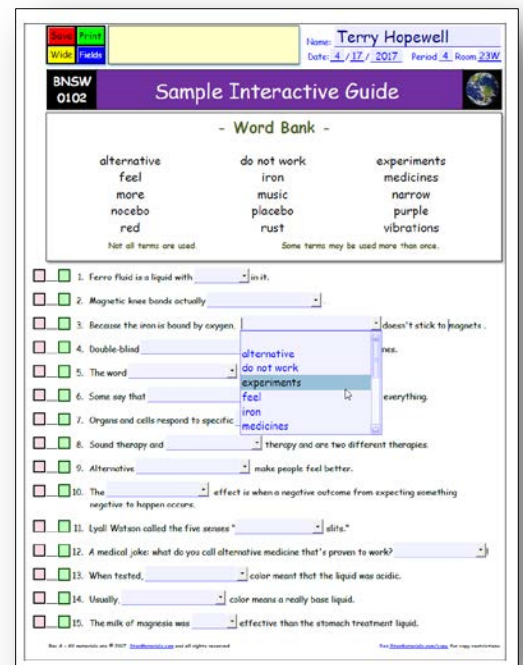 Save Print
Wide Fields
Name: Terry Hopewell
Date: 4 / 17 / 2017 Period 4 Room 23W
BNSW
0102
Sample Interactive Guide
- Word Bank -
alternative do not work experiments
feel iron medicines
more music narrow
nocebo placebo purple
red rust vibrations
Not all terms are used. Some terms may be used more than once.
1. Ferro fluid is a liquid with in it.
2. Magnetic knee bands actually .
3. Because the iron is bound by oxygen, doesn't stick to magnets .
4. Double-blind nes.
5. The word
6. Some say that everything.
7. Organs and cells respond to specific
alternative
do not work
experiments
feel
iron
medicines
8. Sound therapy and therapy and are two different therapies.
9. Alternative make people feel better.
10. The effect is when a negative outcome from expecting something
negative to happen occurs.
11. Lyall Watson called the five senses " slits."
12. A medical joke: what do you call alternative medicine that's proven to work? !
13. When tested, color meant that the liquid was acidic.
14. Usually, color means a really base liquid.
15. The milk of magnesia was effective than the stomach treatment liquid.